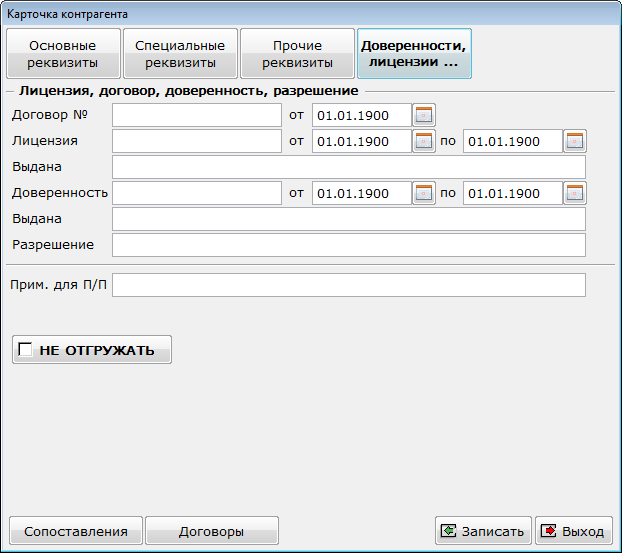 Карточка контрагента
Основные реквизиты
Специальные реквизиты
Прочие реквизиты
Доверенности, лицензии ...
Лицензия, договор, доверенность, разрешение
Договор № от 01.01.1900
Лицензия от 01.01.1900 по 01.01.1900
Выдана
Доверенность от 01.01.1900 по 01.01.1900
Выдана
Разрешение
Прим. для П/П
НЕ ОТГРУЖАТЬ
Сопоставления Договоры Записать Выход